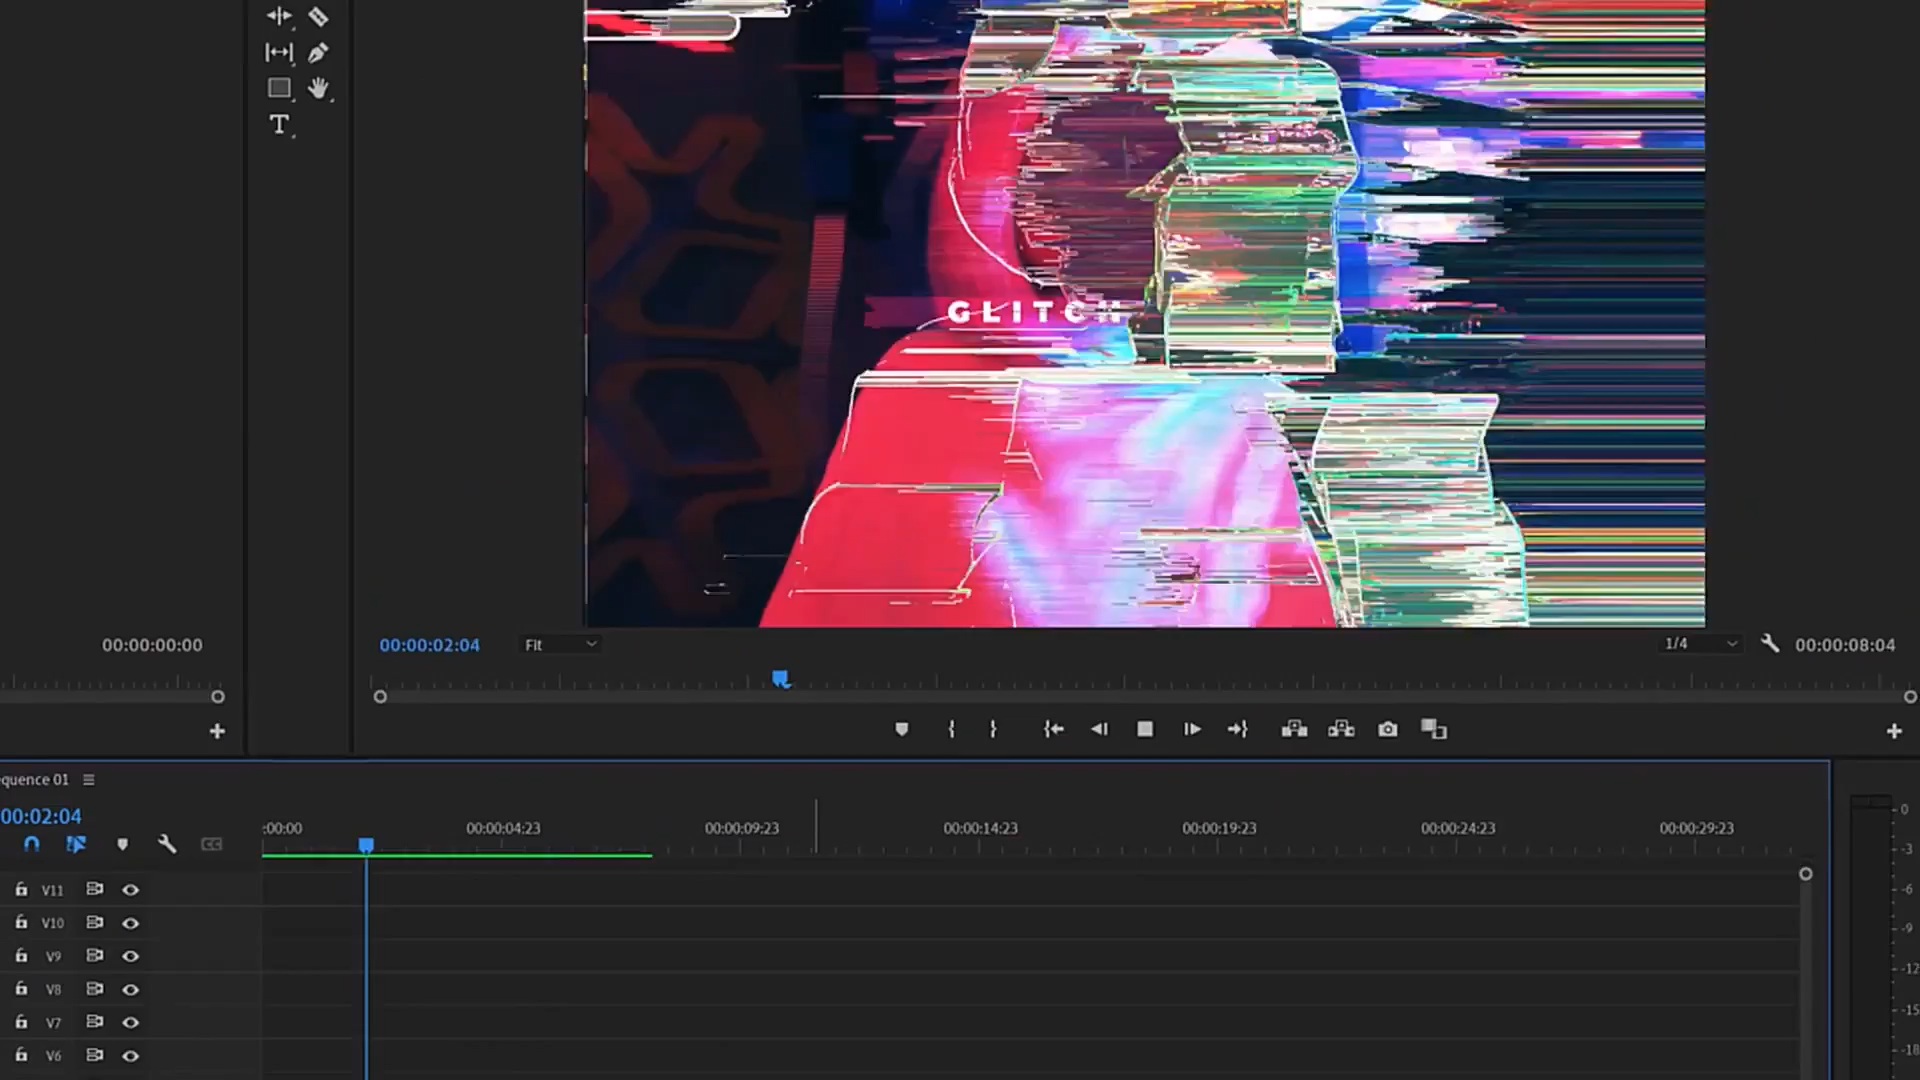 T
GLITCH
00:00:00:00
00:00:02:04
Fit
1/4
00:00:08:04
equence 01
00:02:04
:00:00
00:00:04:23
00:00:09:23
00:00:14:23
00:00:19:23
00:00:24:23
00:00:29:23
0
-3
-6
-9
-12
-15
-18
V11
V10
V9
V8
V7
V6